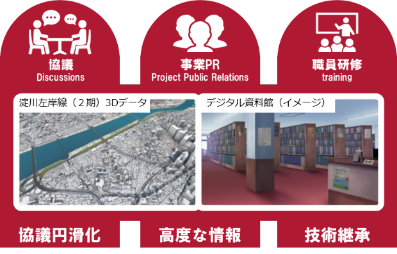 協議
Discussions
事業PR
Project Public Relations
職員研修
training
淀川左岸線（２期）3Dデータ
デジタル資料館（イメージ）
協議円滑化
高度な情報
技術継承